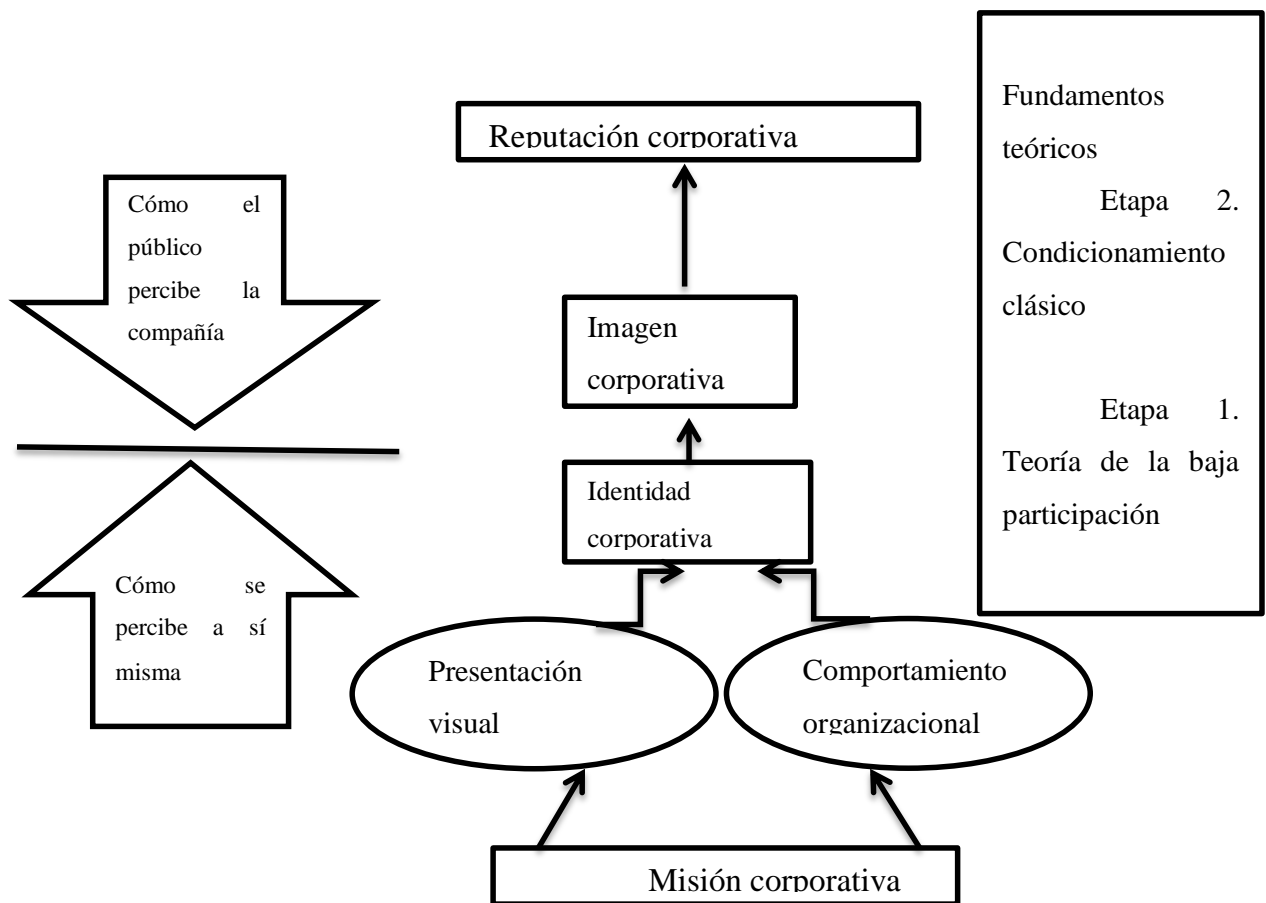 Reputación corporativa
Cómo el
público
percibe la
compañía
Imagen
corporativa
Identidad
corporativa
Cómo se
percibe a sí
misma
Presentación
visual
Comportamiento
organizacional
Misión corporativa
Fundamentos
teóricos
Etapa 2.
Condicionamiento
clásico
Etapa 1.
Teoría de la baja
participación